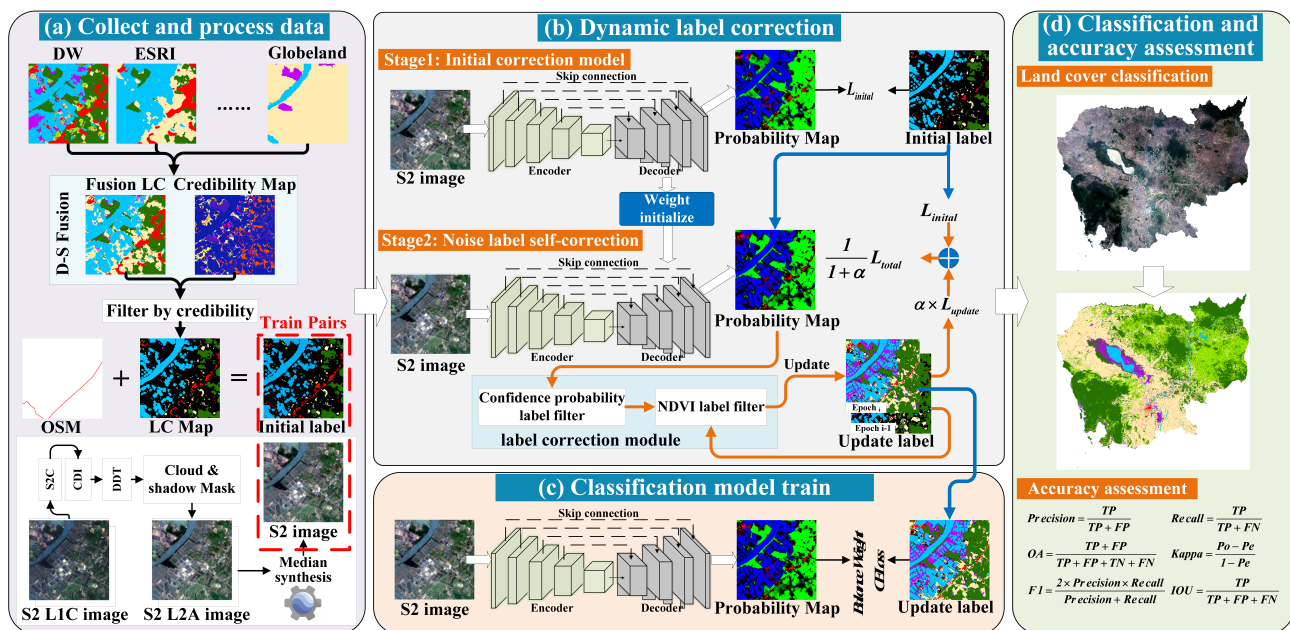 (a) Collect and process data
DW
ESRI
Globeland
......
Fusion LC
Credibility Map
D-S Fusion
Filter by credibility
Train Pairs
+
=
OSM
LC Map
Initial label
S2C
CDI
DDT
Cloud &
shadow Mask
S2 image
Median
synthesis
S2 L1C image
S2 L2A image
(b) Dynamic label correction
Stage1: Initial correction model
Skip connection
S2 image
Encoder
Decoder
Probability Map
L_inital
Initial label
Weight
initialize
Stage2: Noise label self-correction
Skip connection
S2 image
Encoder
Decoder
Probability Map
L_inital
1/(1+α) L_total
α × L_update
Confidence probability
label filter
NDVI label filter
label correction module
Update
Epoch i
Epoch i-1
Update label
(c) Classification model train
Skip connection
S2 image
Encoder
Decoder
Probability Map
Blance Weight
CE Loss
Update label
(d) Classification and
accuracy assessment
Land cover classification
Accuracy assessment
Precision = TP / (TP + FP)
Recall = TP / (TP + FN)
OA = (TP + FP) / (TP + FP + TN + FN)
Kappa = (Po - Pe) / (1 - Pe)
F1 = (2 × Precision × Recall) / (Precision + Recall)
IOU = TP / (TP + FP + FN)